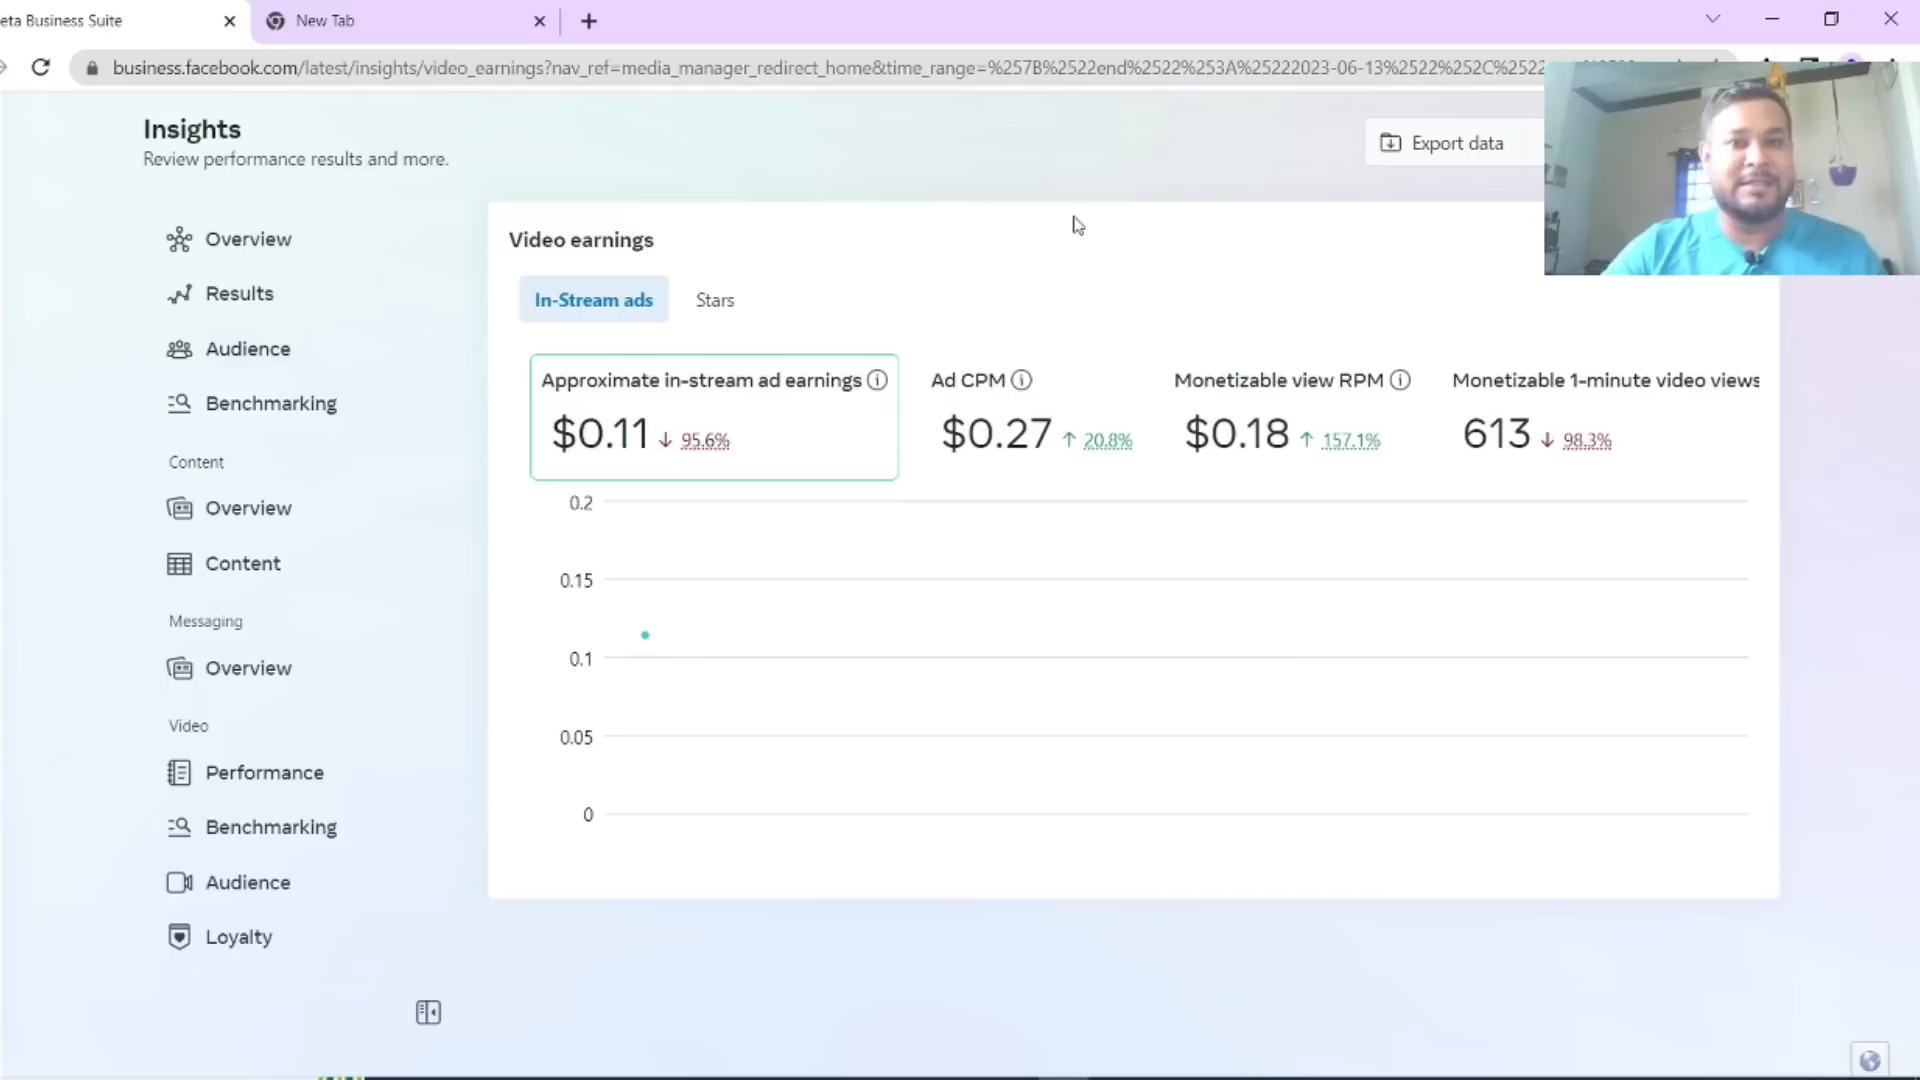 eta Business Suite
New Tab
business.facebook.com/latest/insights/video_earnings?nav_ref=media_manager_redirect_home&time_range=%257B%2522end%2522%253A%25222023-06-13%2522%252C%2522
Insights
Review performance results and more.
Export data
Overview
Results
Audience
Benchmarking
Content
Overview
Content
Messaging
Overview
Video
Performance
Benchmarking
Audience
Loyalty
Video earnings
In-Stream ads
Stars
Approximate in-stream ad earnings
$0.11 ↓ 95.6%
Ad CPM
$0.27 ↑ 20.8%
Monetizable view RPM
$0.18 ↑ 157.1%
Monetizable 1-minute video views
613 ↓ 98.3%
0.2
0.15
0.1
0.05
0